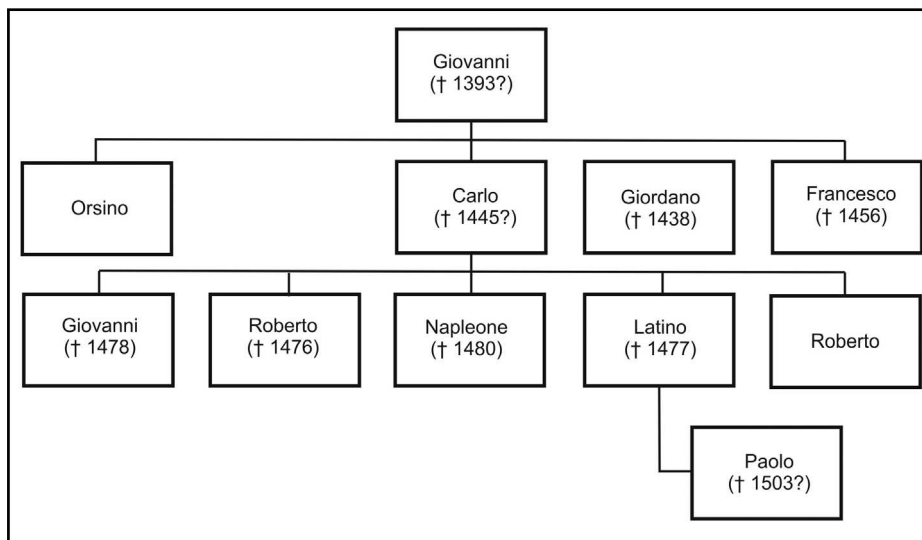 Giovanni
(† 1393?)
Orsino
Carlo
(† 1445?)
Giordano
(† 1438)
Francesco
(† 1456)
Giovanni
(† 1478)
Roberto
(† 1476)
Napleone
(† 1480)
Latino
(† 1477)
Roberto
Paolo
(† 1503?)